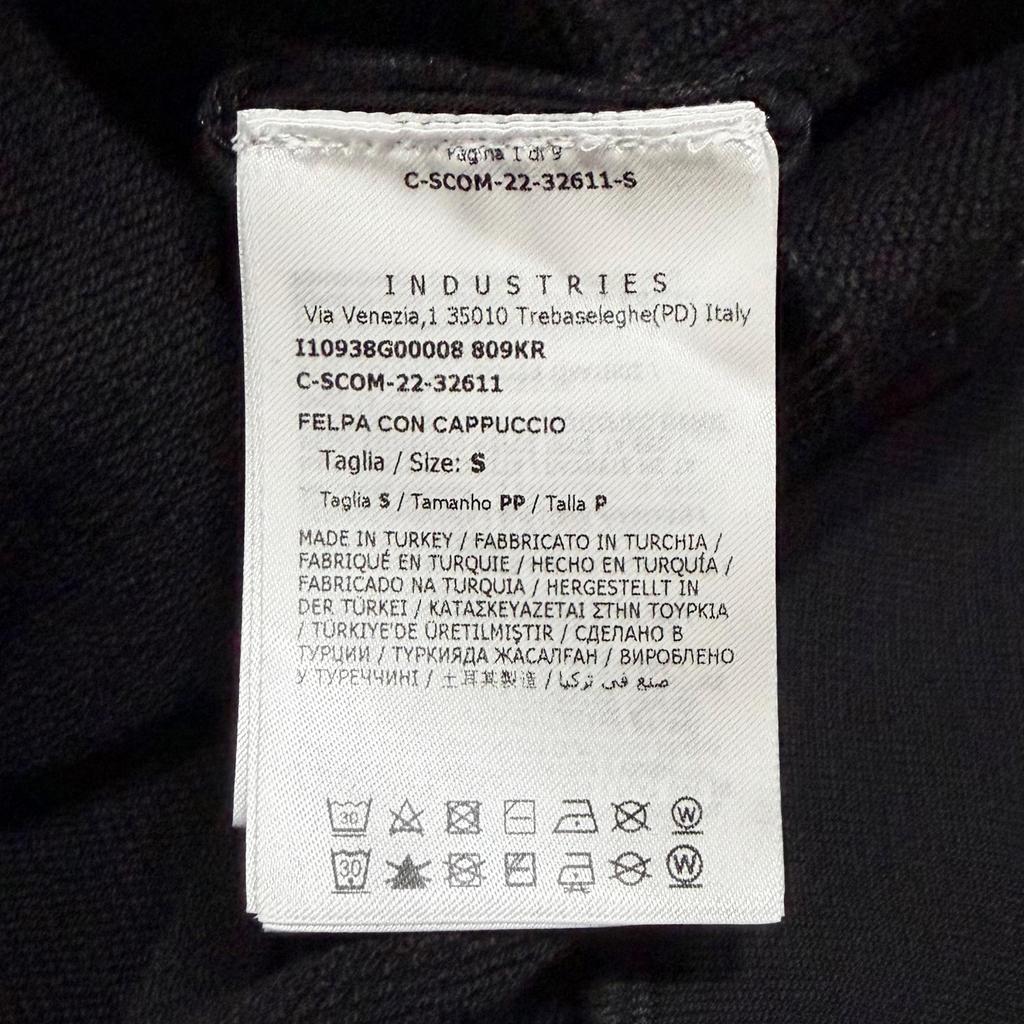 Pagina 1 di 9
C-SCOM-22-32611-S
INDUSTRIES
Via Venezia,1 35010 Trebaseleghe(PD) Italy
I10938G00008 809KR
C-SCOM-22-32611
FELPA CON CAPPUCCIO
Taglia / Size: S
Taglia S / Tamanho PP / Talla P
MADE IN TURKEY / FABBRICATO IN TURCHIA /
FABRIQUÉ EN TURQUIE / HECHO EN TURQUÍA /
FABRICADO NA TURQUIA / HERGESTELLT IN
DER TÜRKEI / ΚΑΤΑΣΚΕΥΑΖΕΤΑΙ ΣΤΗΝ ΤΟΥΡΚΙΑ
/ TÜRKIYE'DE ÜRETILMIŞTIR / СДЕЛАНО В
ТУРЦИИ / ТҮРКИЯДА ЖАСАЛҒАН / ВИРОБЛЕНО
У ТУРЕЧЧИНІ / 土耳其製造 / صنع في تركيا
30 W
30 W